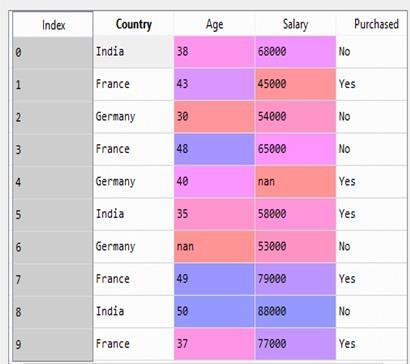 Index Country Age Salary Purchased
0 India 38 68000 No
1 France 43 45000 Yes
2 Germany 30 54000 No
3 France 48 65000 No
4 Germany 40 nan Yes
5 India 35 58000 Yes
6 Germany nan 53000 No
7 France 49 79000 Yes
8 India 50 88000 No
9 France 37 77000 Yes